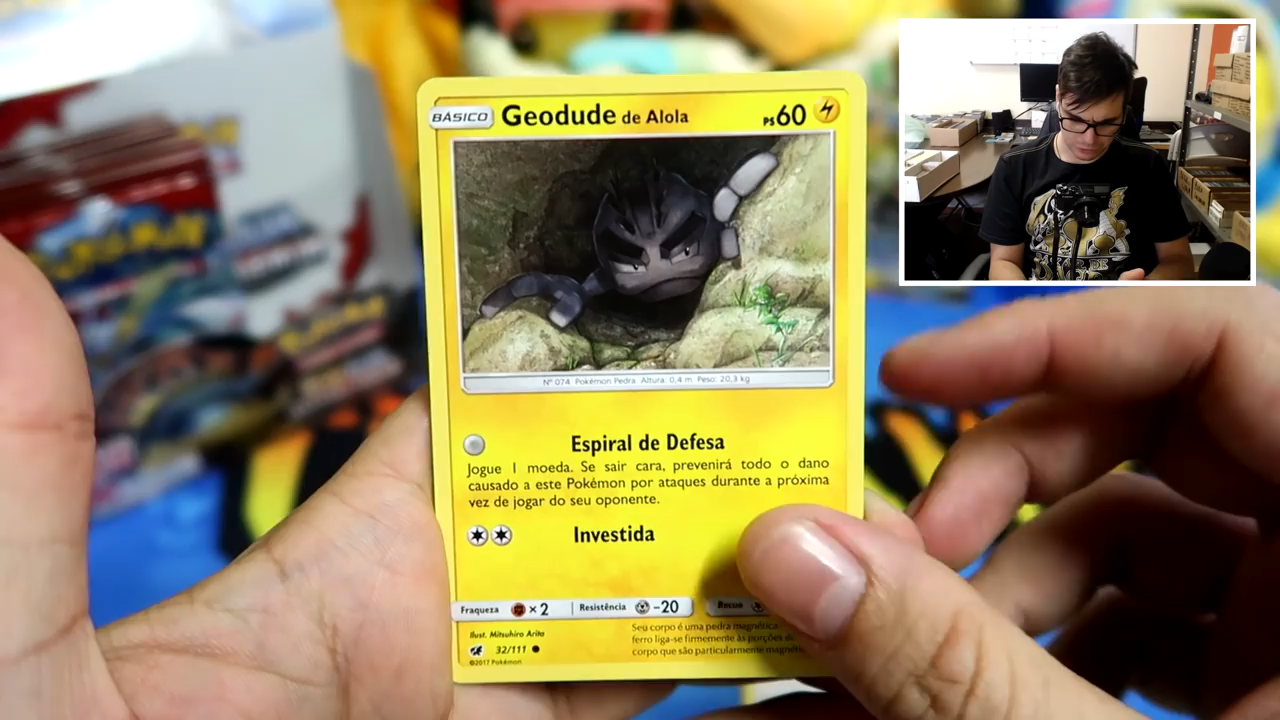 BÁSICO Geodude de Alola PS60
Nº 074 Pokémon Pedra Altura: 0,4 m Peso: 20,3 kg
Espiral de Defesa
Jogue 1 moeda. Se sair cara, prevenirá todo o dano
causado a este Pokémon por ataques durante a próxima
vez de jogar do seu oponente.
Investida
Fraqueza ×2 Resistência -20 Recuo
Ilust. Mitsuhiro Arita
32/111
©2017 Pokémon
Seu corpo é uma pedra magnética.
ferro liga-se firmemente às porções do
corpo que são particularmente
POKÉMON